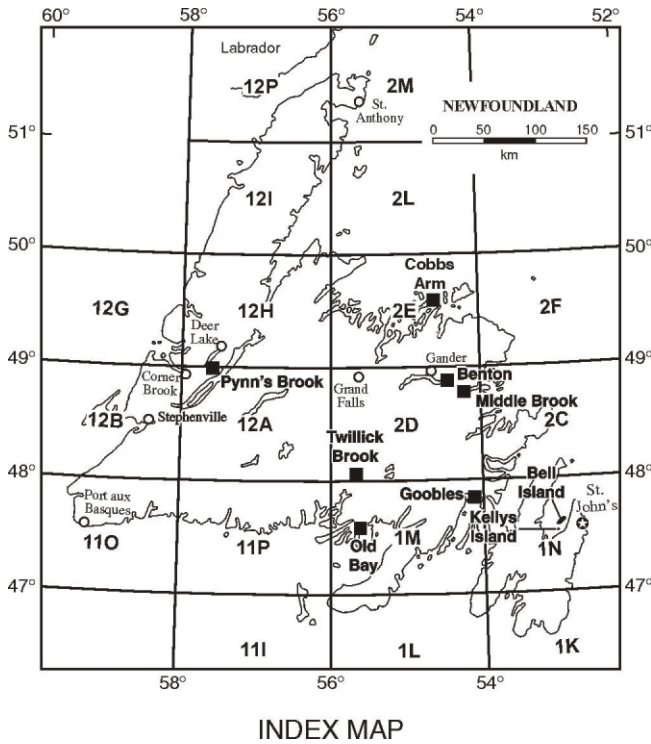 60° 58° 56° 54° 52°
Labrador
12P
2M
St.
Anthony
NEWFOUNDLAND
0 50 100 150
km
51° 51°
12I
2L
50° 50°
Cobbs
Arm
12G
12H
2E
2F
Deer
Lake
49° 49°
Corner
Brook
Pynn's Brook
Grand
Falls
Gander
Benton
Middle Brook
12B
Stephenville
12A
2D
2C
Twillick
Brook
48° 48°
Bell
Island
St.
John's
Port aux
Basques
Goobles
Kellys
Island
11O
11P
Old
Bay
1M
1N
47° 47°
11I
1L
1K
58° 56° 54°
INDEX MAP